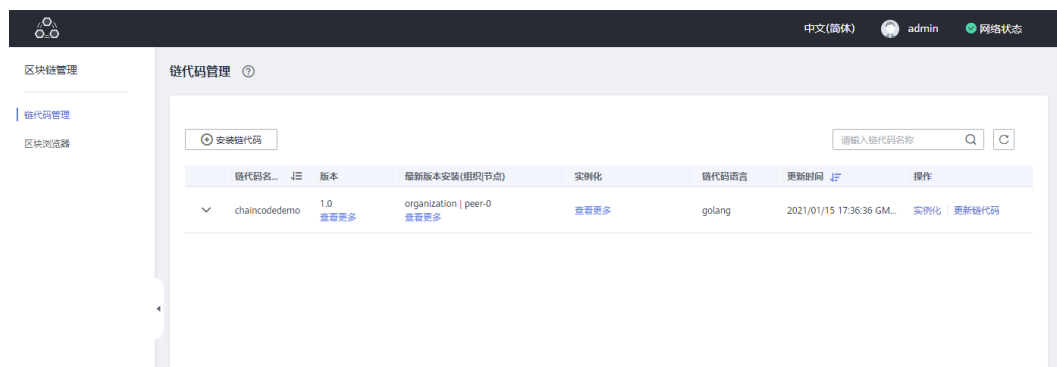 中文(简体) admin 网络状态
区块链管理
链代码管理
区块浏览器
链代码管理
安装链代码
请输入链代码名称
链代码名... 版本 最新版本安装(组织|节点) 实例化 链代码语言 更新时间 操作
chaincodedemo 1.0 organization | peer-0 查看更多 golang 2021/01/15 17:36:36 GM... 实例化 更新链代码
查看更多 查看更多